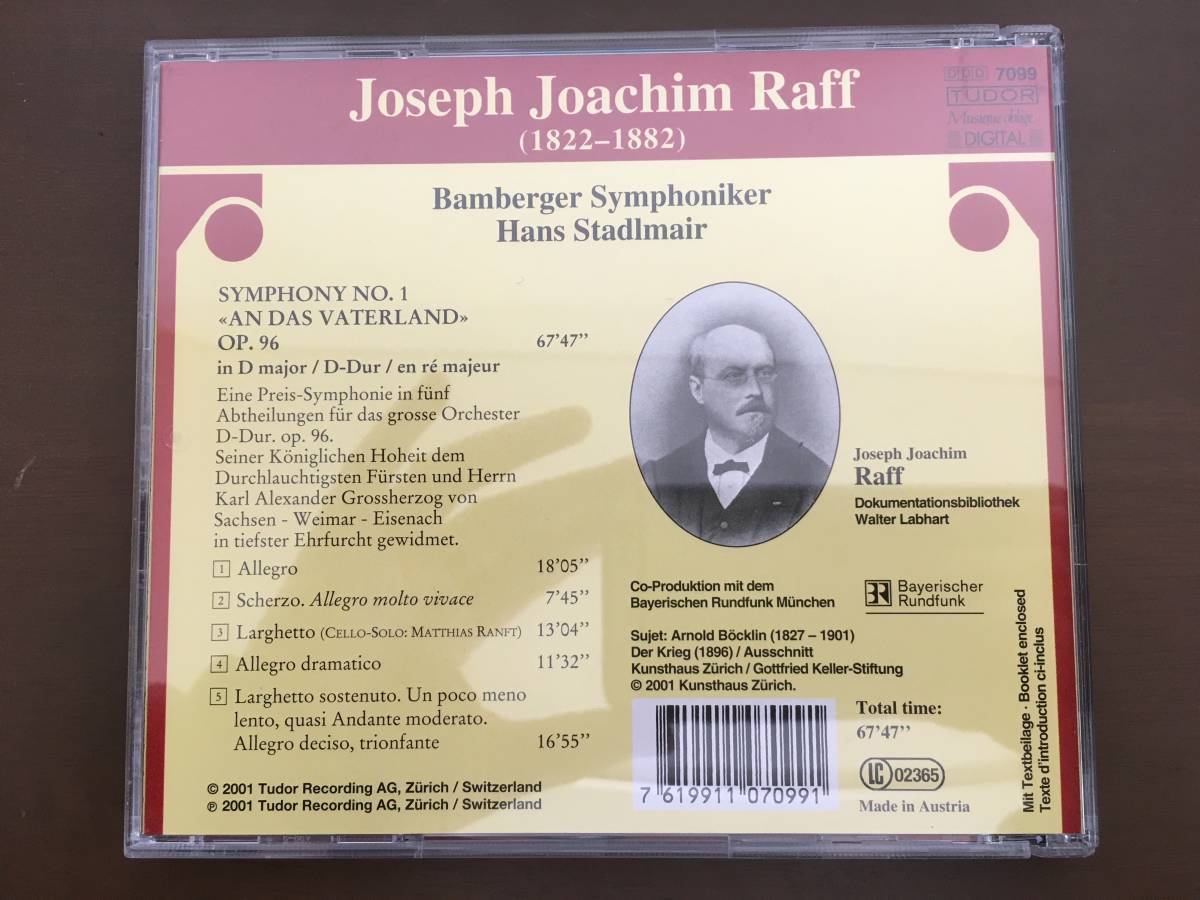 Joseph Joachim Raff
(1822–1882)
DDD 7099
TUDOR®
Musique oblige
DIGITAL
Bamberger Symphoniker
Hans Stadlmair
SYMPHONY NO. 1
«AN DAS VATERLAND»
OP. 96 67’47’’
in D major / D-Dur / en ré majeur
Eine Preis-Symphonie in fünf
Abtheilungen für das grosse Orchester
D-Dur. op. 96.
Seiner Königlichen Hoheit dem
Durchlauchtigsten Fürsten und Herrn
Karl Alexander Grossherzog von
Sachsen - Weimar - Eisenach
in tiefster Ehrfurcht gewidmet.
1 Allegro 18’05’’
2 Scherzo. Allegro molto vivace 7’45’’
3 Larghetto (CELLO-SOLO: MATTHIAS RANFT) 13’04’’
4 Allegro dramatico 11’32’’
5 Larghetto sostenuto. Un poco meno
lento, quasi Andante moderato.
Allegro deciso, trionfante 16’55’’
© 2001 Tudor Recording AG, Zürich / Switzerland
℗ 2001 Tudor Recording AG, Zürich / Switzerland
Joseph Joachim
Raff
Dokumentationsbibliothek
Walter Labhart
Co-Produktion mit dem
Bayerischen Rundfunk München
BR Bayerischer
Rundfunk
Sujet: Arnold Böcklin (1827 – 1901)
Der Krieg (1896) / Ausschnitt
Kunsthaus Zürich / Gottfried Keller-Stiftung
© 2001 Kunsthaus Zürich.
7 619911 070991
Total time:
67’47’’
LC 02365
Made in Austria
Mit Textbeilage · Booklet enclosed
Texte d’introduction ci-inclus